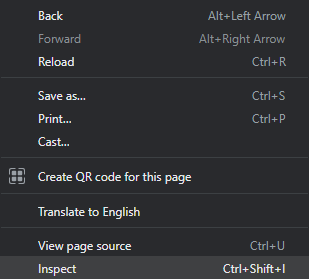 Back Alt+Left Arrow
Forward Alt+Right Arrow
Reload Ctrl+R
Save as... Ctrl+S
Print... Ctrl+P
Cast...
Create QR code for this page
Translate to English
View page source Ctrl+U
Inspect Ctrl+Shift+I